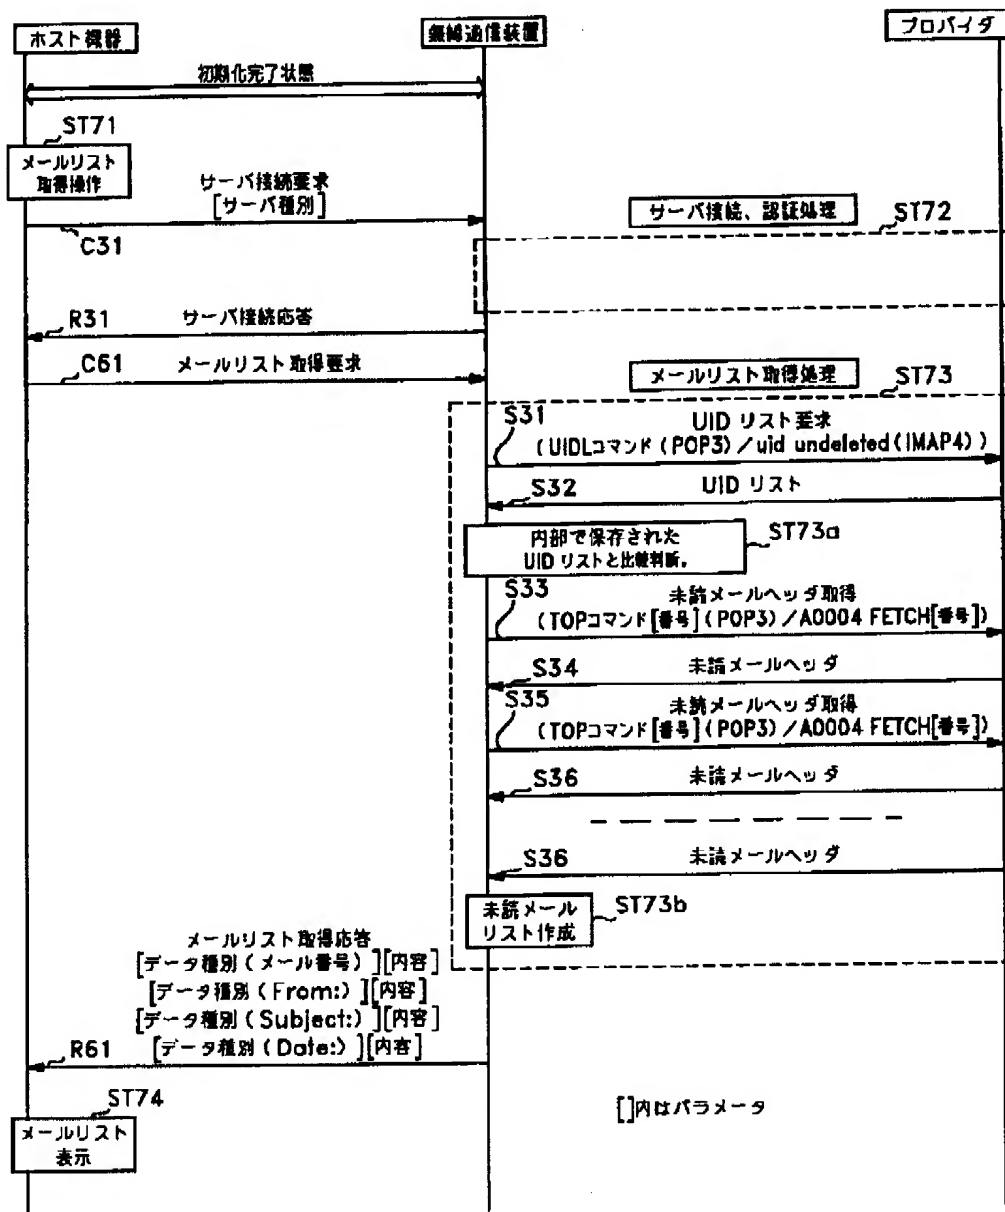 ホスト機器
無線通信装置
プロバイダ
初期化完了状態
ST71
メールリスト
取得操作
サーバ接続要求
[サーバ種別]
C31
サーバ接続、認証処理
ST72
R31
サーバ接続応答
C61
メールリスト取得要求
メールリスト取得処理
ST73
S31
UID リスト要求
(UIDLコマンド(POP3)/uid undeleted(IMAP4))
S32
UID リスト
内部で保存された
UID リストと比較判断。
ST73a
S33
未読メールヘッダ取得
(TOPコマンド[番号](POP3)/A0004 FETCH[番号])
S34
未読メールヘッダ
S35
未読メールヘッダ取得
(TOPコマンド[番号](POP3)/A0004 FETCH[番号])
S36
未読メールヘッダ
S36
未読メールヘッダ
未読メール
リスト作成
ST73b
メールリスト取得応答
[データ種別(メール番号)][内容]
[データ種別(From:)][内容]
[データ種別(Subject:)][内容]
[データ種別(Date:)][内容]
R61
ST74
メールリスト
表示
[]内はパラメータ